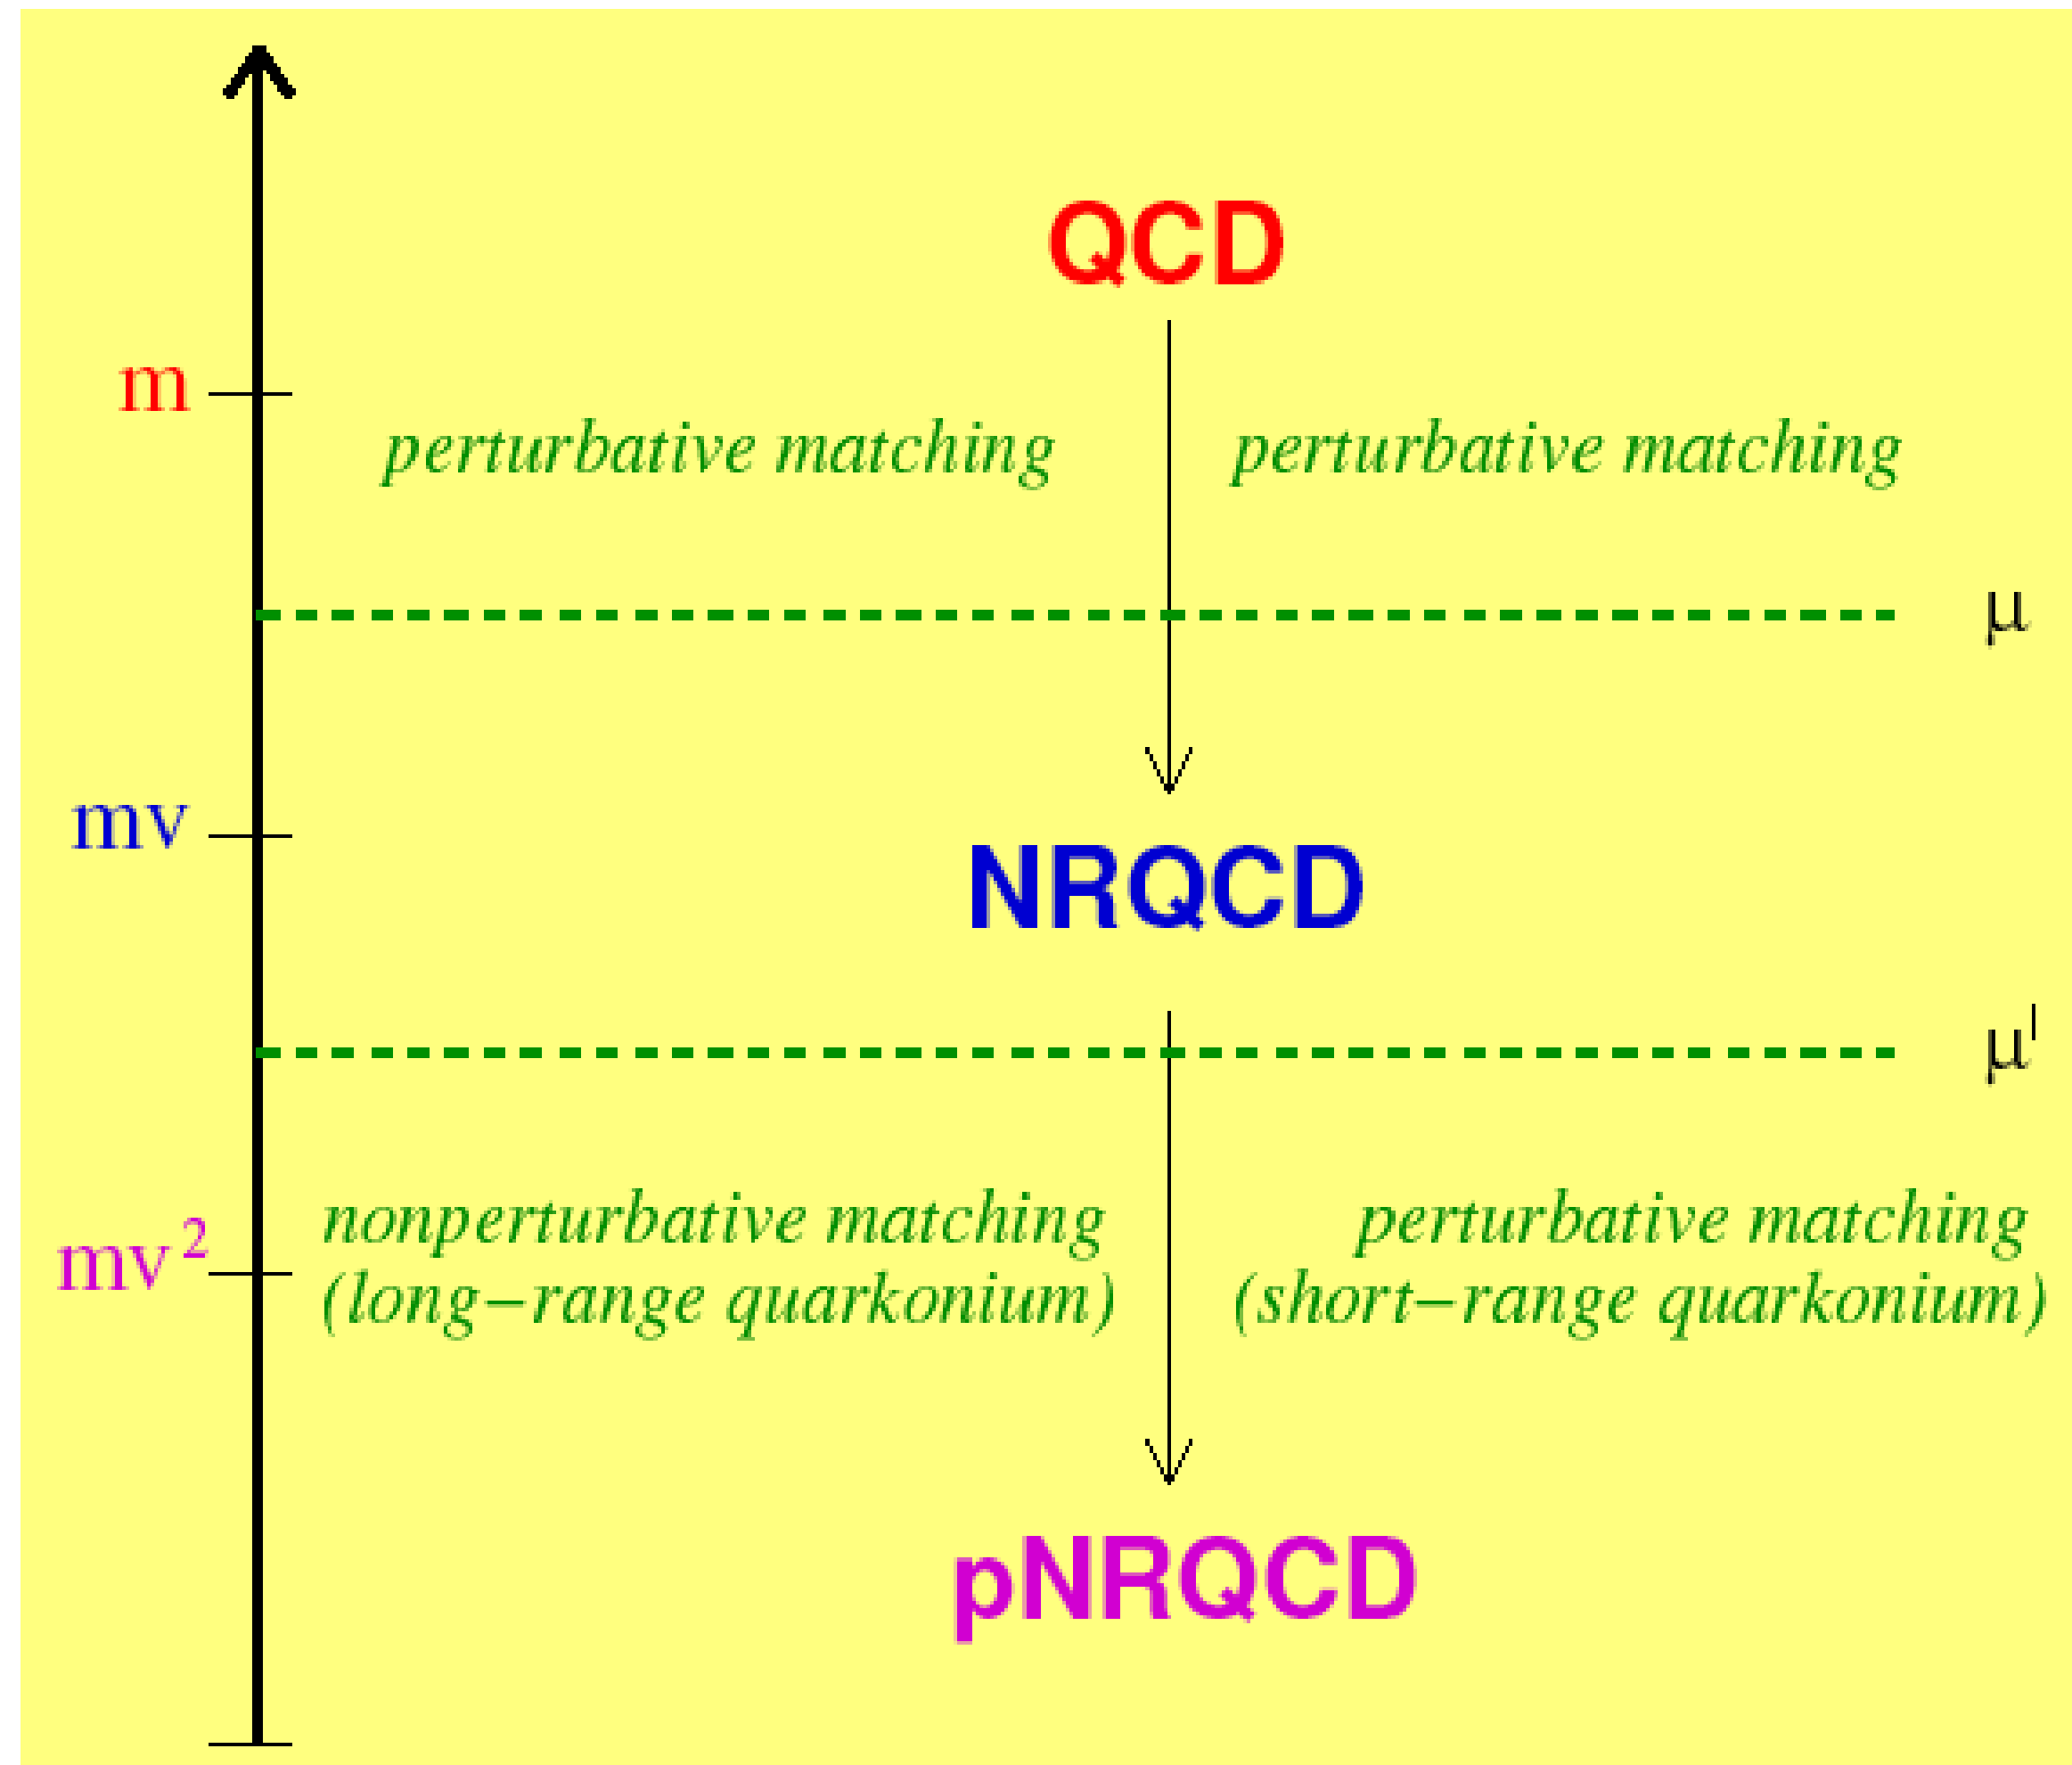 QCD
m
perturbative matching perturbative matching
μ
mv
NRQCD
μ'
nonperturbative matching perturbative matching
mv²
(long–range quarkonium) (short–range quarkonium)
pNRQCD